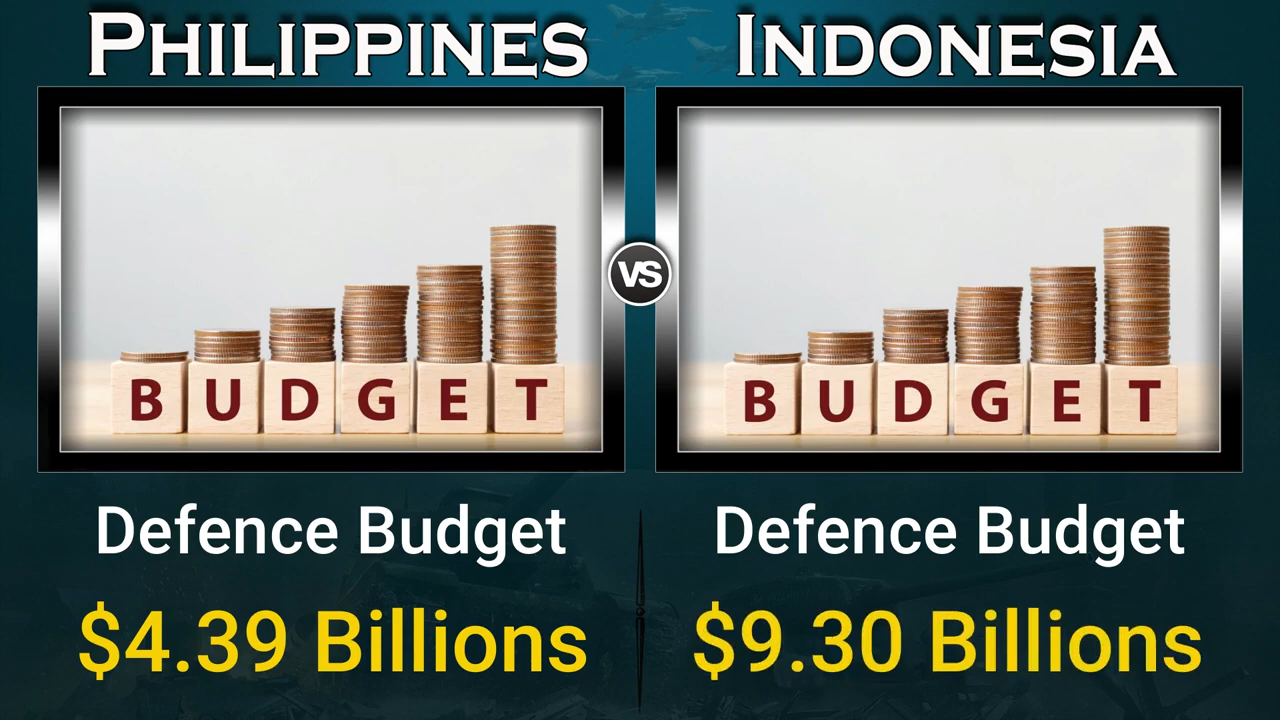 PHILIPPINES
INDONESIA
BUDGET
VS
BUDGET
Defence Budget
Defence Budget
$4.39 Billions
$9.30 Billions